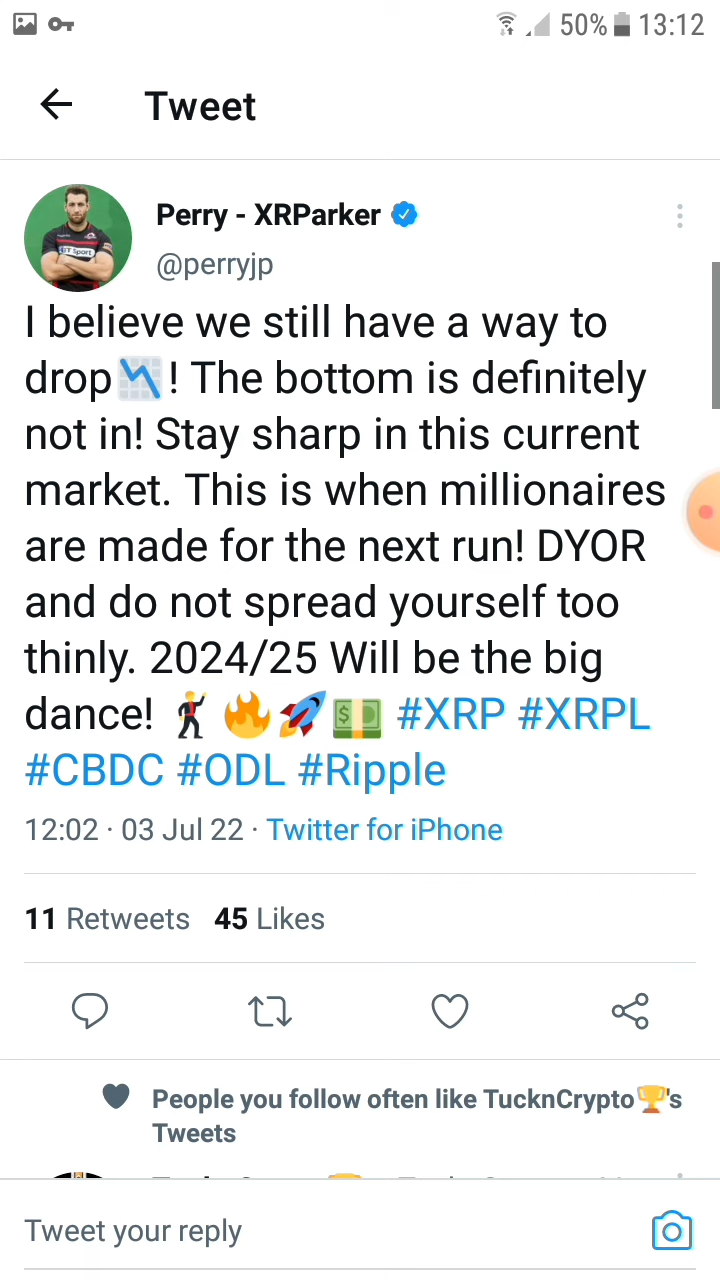 50% 13:12
Tweet
Perry - XRParker
@perryjp
I believe we still have a way to
drop📉! The bottom is definitely
not in! Stay sharp in this current
market. This is when millionaires
are made for the next run! DYOR
and do not spread yourself too
thinly. 2024/25 Will be the big
dance! 🕺🔥🚀💵 #XRP #XRPL
#CBDC #ODL #Ripple
12:02 · 03 Jul 22 · Twitter for iPhone
11 Retweets 45 Likes
People you follow often like TucknCrypto🏆's
Tweets
Tweet your reply